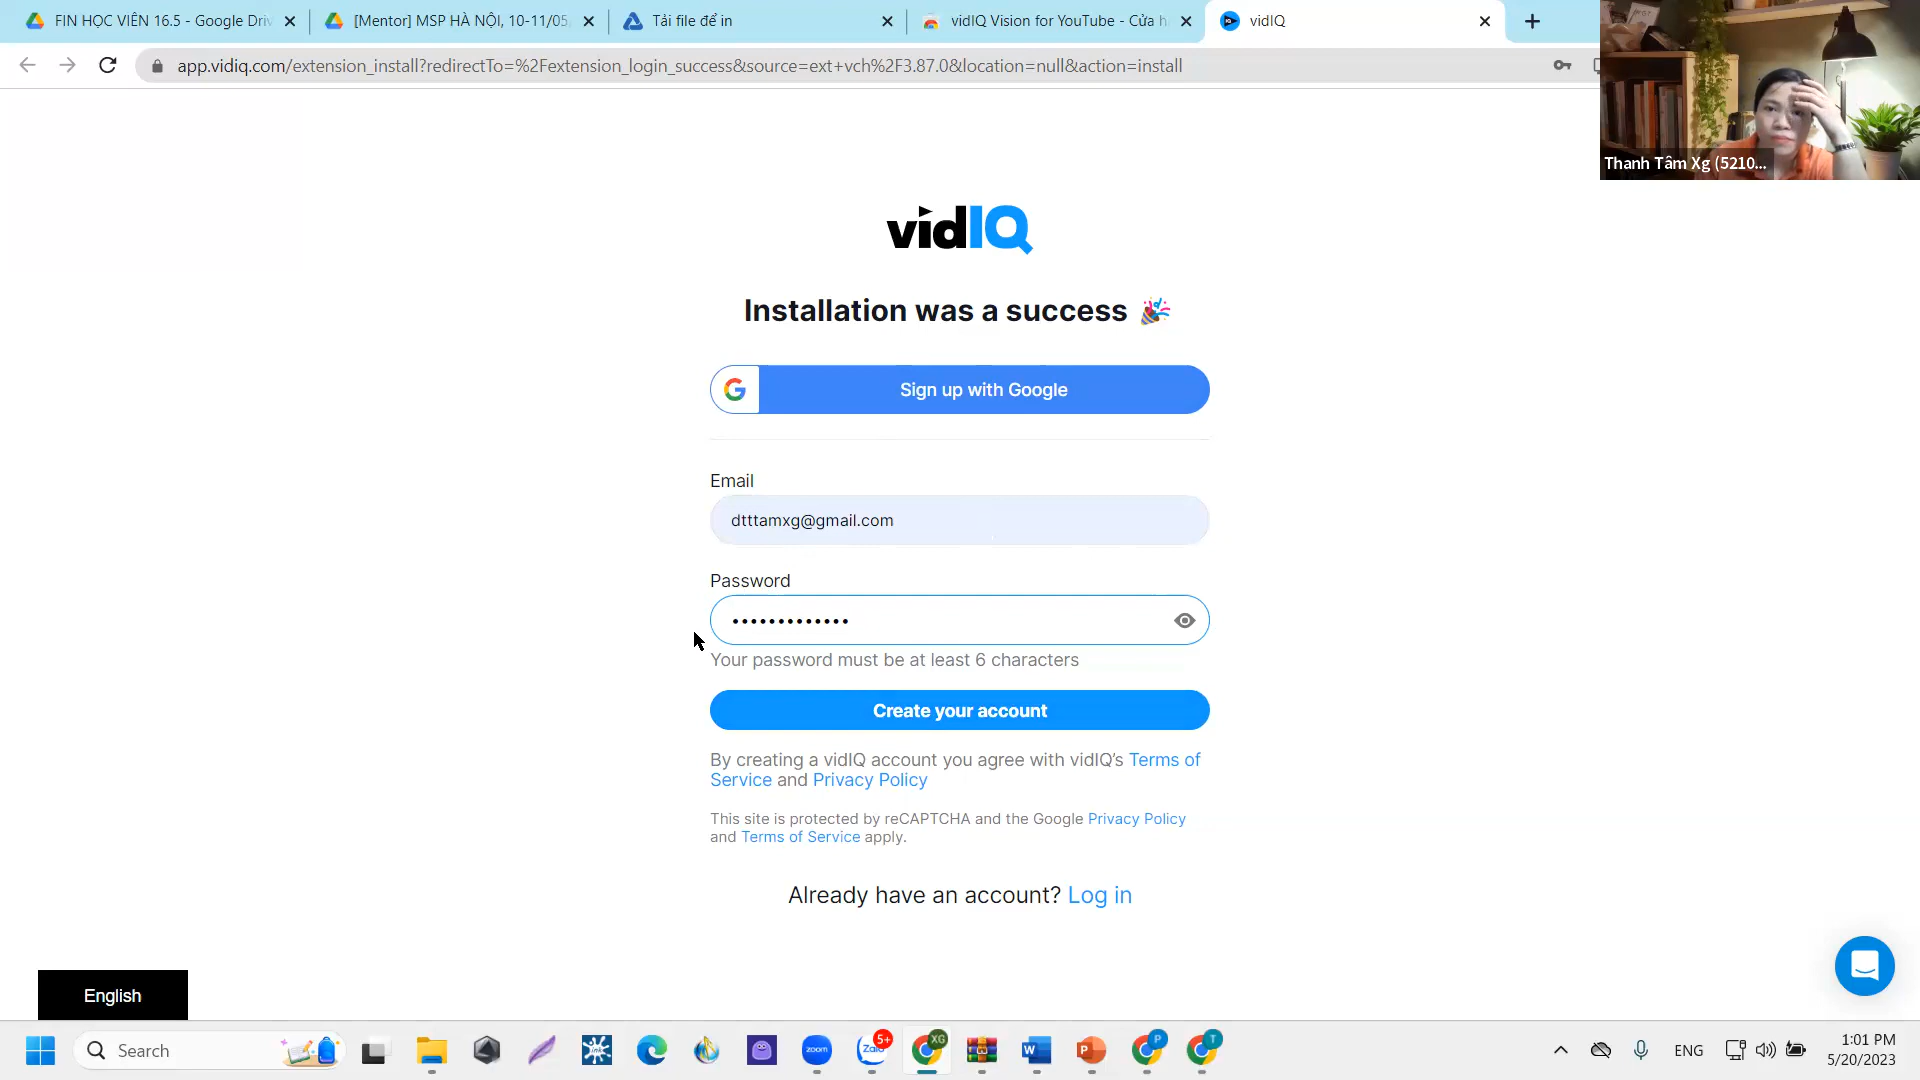 FIN HỌC VIÊN 16.5 - Google Driv
[Mentor] MSP HÀ NỘI, 10-11/05
Tải file để in
vidIQ Vision for YouTube - Cửa h
vidIQ
app.vidiq.com/extension_install?redirectTo=%2Fextension_login_success&source=ext+vch%2F3.87.0&location=null&action=install
Thanh Tâm Xg (5210...
vidIQ
Installation was a success
Sign up with Google
Email
dtttamxg@gmail.com
Password
Your password must be at least 6 characters
Create your account
By creating a vidIQ account you agree with vidIQ's Terms of
Service and Privacy Policy
This site is protected by reCAPTCHA and the Google Privacy Policy
and Terms of Service apply.
Already have an account? Log in
English
Search
zoom
5+
Zalo
XG
W
P
P
T
ENG
1:01 PM
5/20/2023